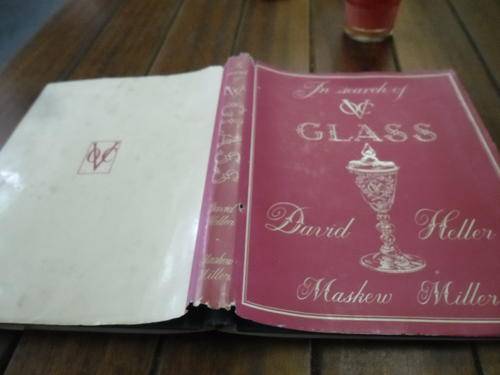 VOC
VOC
GLASS
David
Heller
Maskew
Miller
In search of
VOC
GLASS
David Heller
Maskew Miller